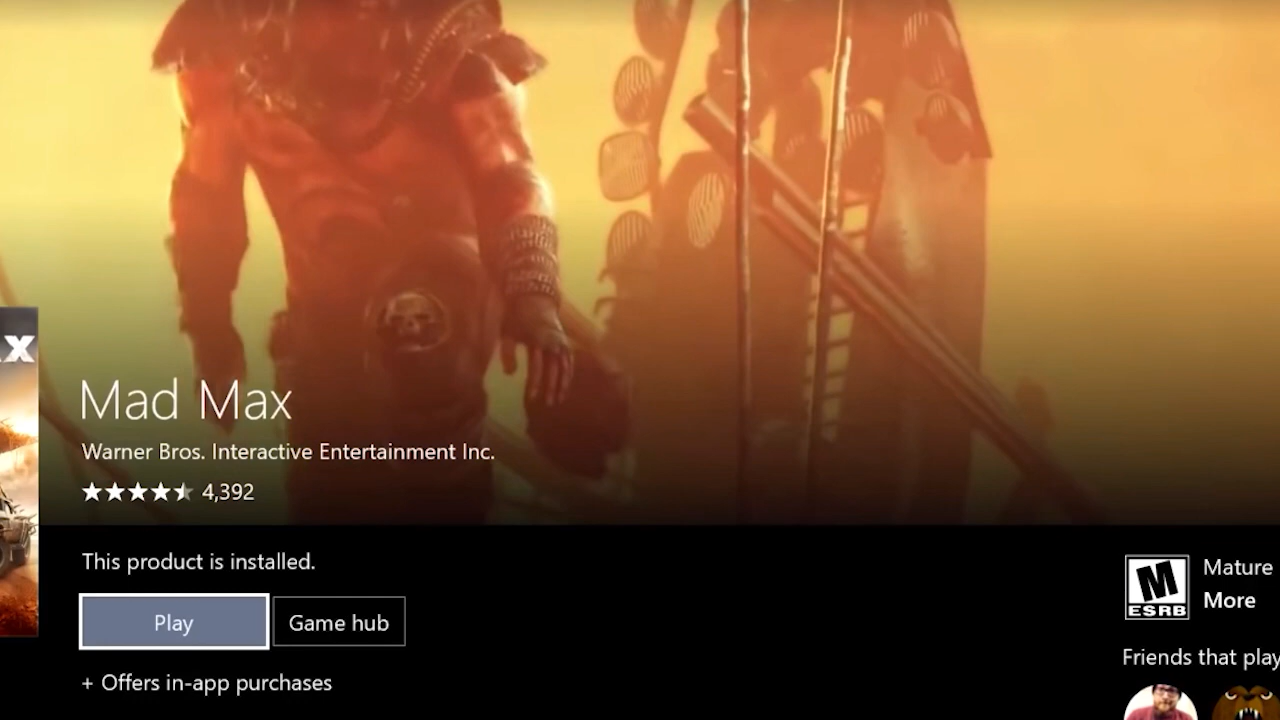 X
Mad Max
Warner Bros. Interactive Entertainment Inc.
4,392
This product is installed.
Play
Game hub
+ Offers in-app purchases
M
ESRB
Mature
More
Friends that play